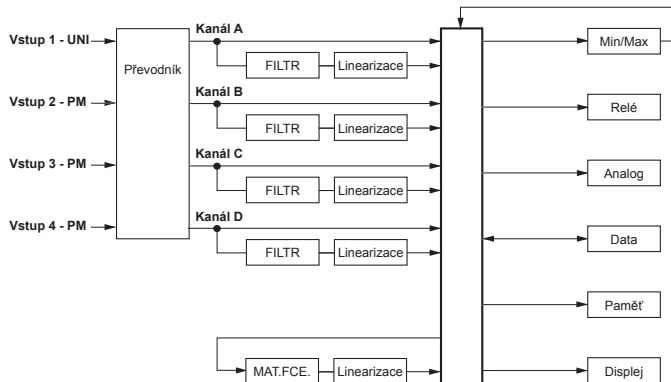 Kanál A
Vstup 1 - UNI
Převodník
FILTR
Linearizace
Min/Max
Kanál B
Vstup 2 - PM
FILTR
Linearizace
Relé
Kanál C
Vstup 3 - PM
FILTR
Linearizace
Analog
Kanál D
Vstup 4 - PM
FILTR
Linearizace
Data
Paměť
MAT.FCE.
Linearizace
Displej